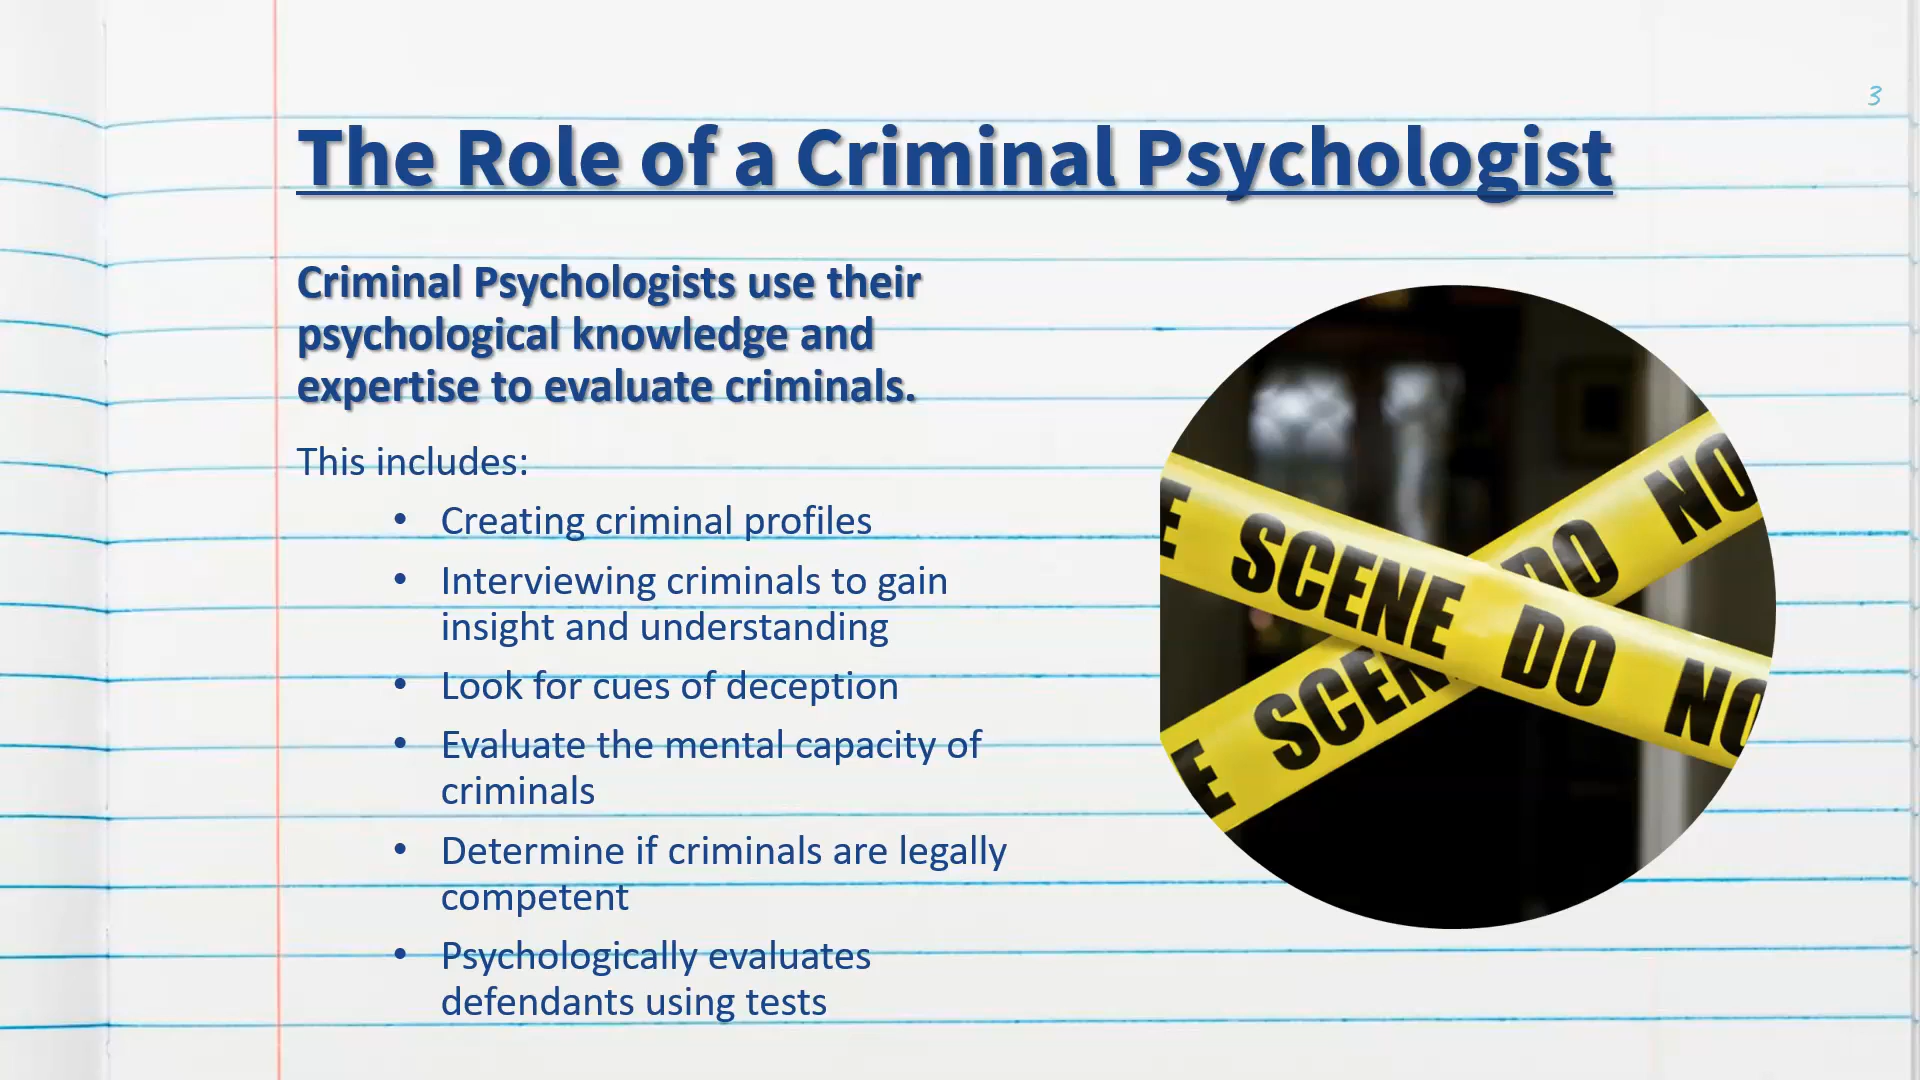 3
The Role of a Criminal Psychologist
Criminal Psychologists use their
psychological knowledge and
expertise to evaluate criminals.
This includes:
• Creating criminal profiles
• Interviewing criminals to gain
insight and understanding
• Look for cues of deception
• Evaluate the mental capacity of
criminals
• Determine if criminals are legally
competent
• Psychologically evaluates
defendants using tests
E SCENE DO NO
E SCEN DO NO